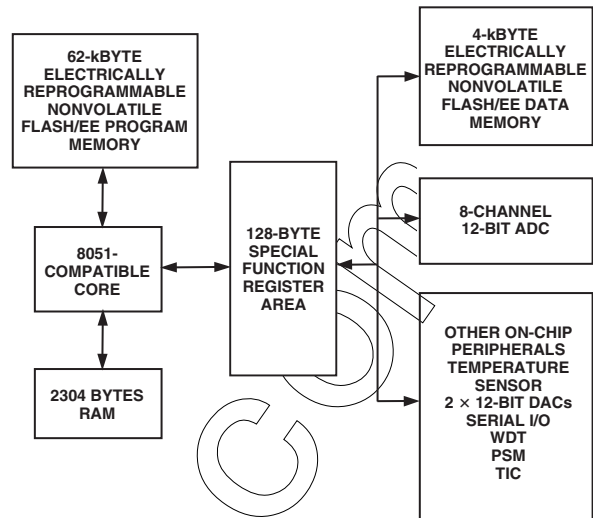 62-kBYTE
ELECTRICALLY
REPROGRAMMABLE
NONVOLATILE
FLASH/EE PROGRAM
MEMORY
4-kBYTE
ELECTRICALLY
REPROGRAMMABLE
NONVOLATILE
FLASH/EE DATA
MEMORY
8051-
COMPATIBLE
CORE
128-BYTE
SPECIAL
FUNCTION
REGISTER
AREA
8-CHANNEL
12-BIT ADC
2304 BYTES
RAM
OTHER ON-CHIP
PERIPHERALS
TEMPERATURE
SENSOR
2 × 12-BIT DACs
SERIAL I/O
WDT
PSM
TIC